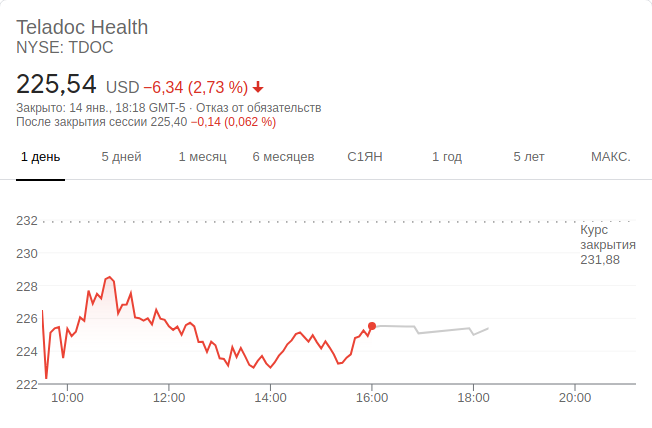 Teladoc Health
NYSE: TDOC
225,54 USD −6,34 (2,73 %)
Закрыто: 14 янв., 18:18 GMT-5 · Отказ от обязательств
После закрытия сессии 225,40 −0,14 (0,062 %)
1 день 5 дней 1 месяц 6 месяцев С1ЯН 1 год 5 лет МАКС.
232
Курс
закрытия
231,88
230
228
226
224
222
10:00 12:00 14:00 16:00 18:00 20:00